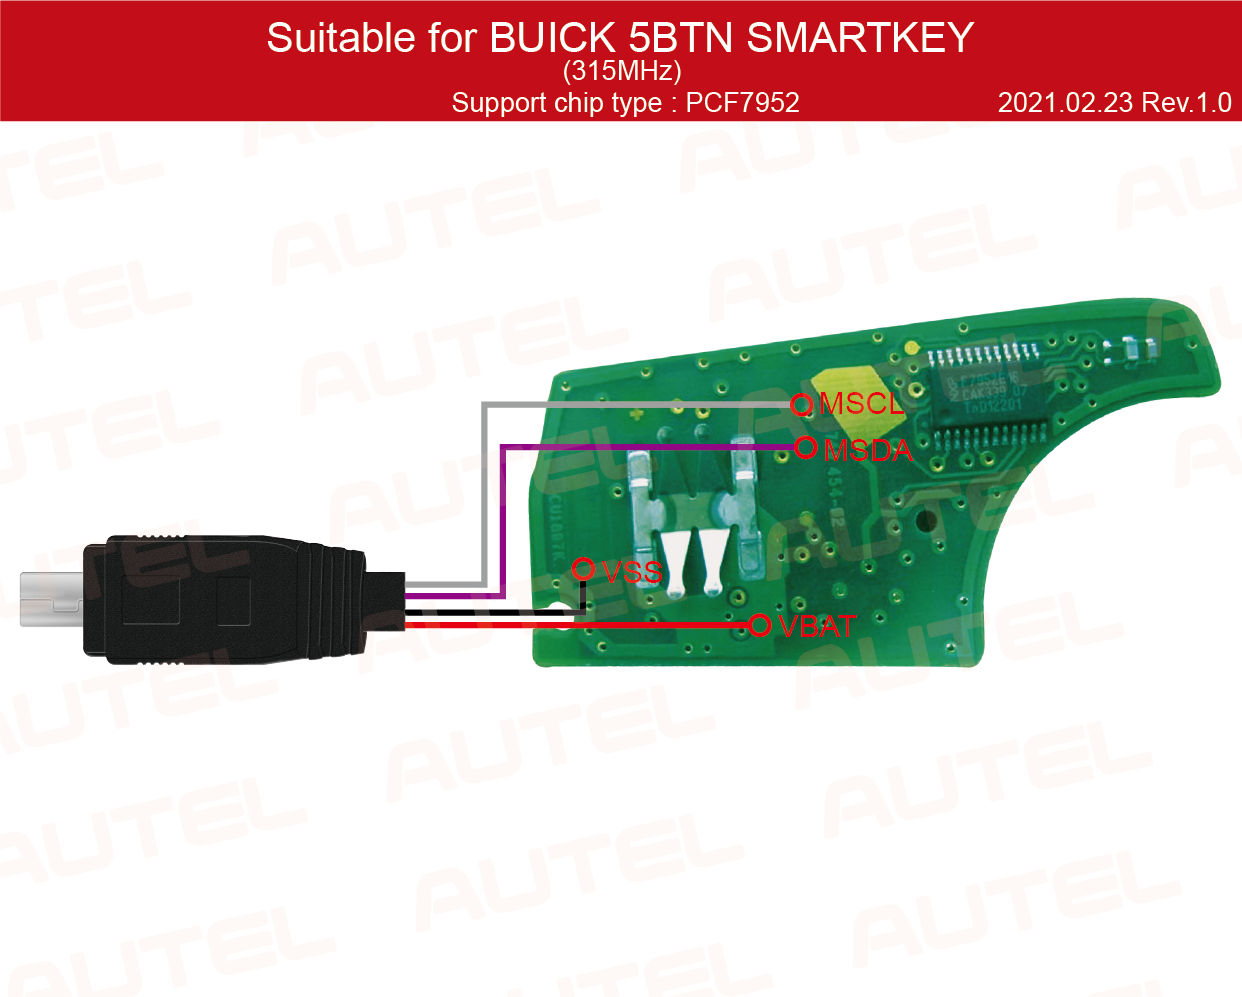 Suitable for BUICK 5BTN SMARTKEY
(315MHz)
Support chip type : PCF7952
2021.02.23 Rev.1.0
MSCL
MSDA
VSS
VBAT
AUTEL